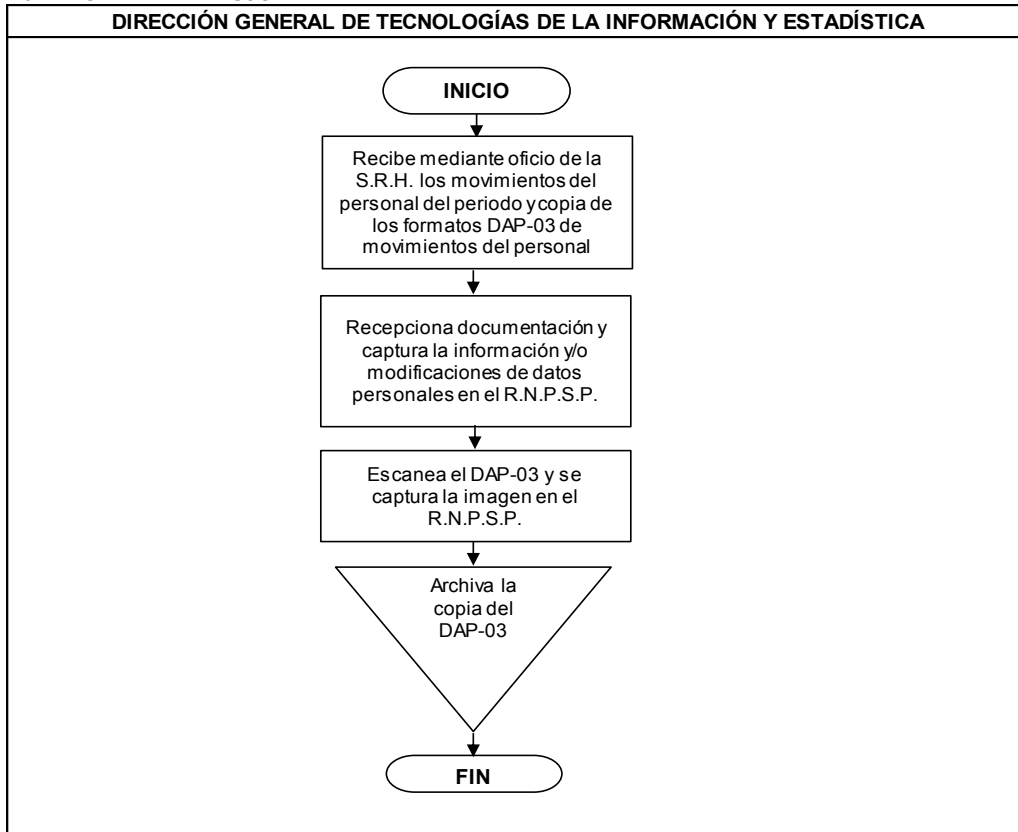 DIRECCIÓN GENERAL DE TECNOLOGÍAS DE LA INFORMACIÓN Y ESTADÍSTICA
INICIO
Recibe mediante oficio de la
S.R.H. los movimientos del
personal del periodo y copia de
los formatos DAP-03 de
movimientos del personal
Recepciona documentación y
captura la información y/o
modificaciones de datos
personales en el R.N.P.S.P.
Escanea el DAP-03 y se
captura la imagen en el
R.N.P.S.P.
Archiva la
copia del
DAP-03
FIN